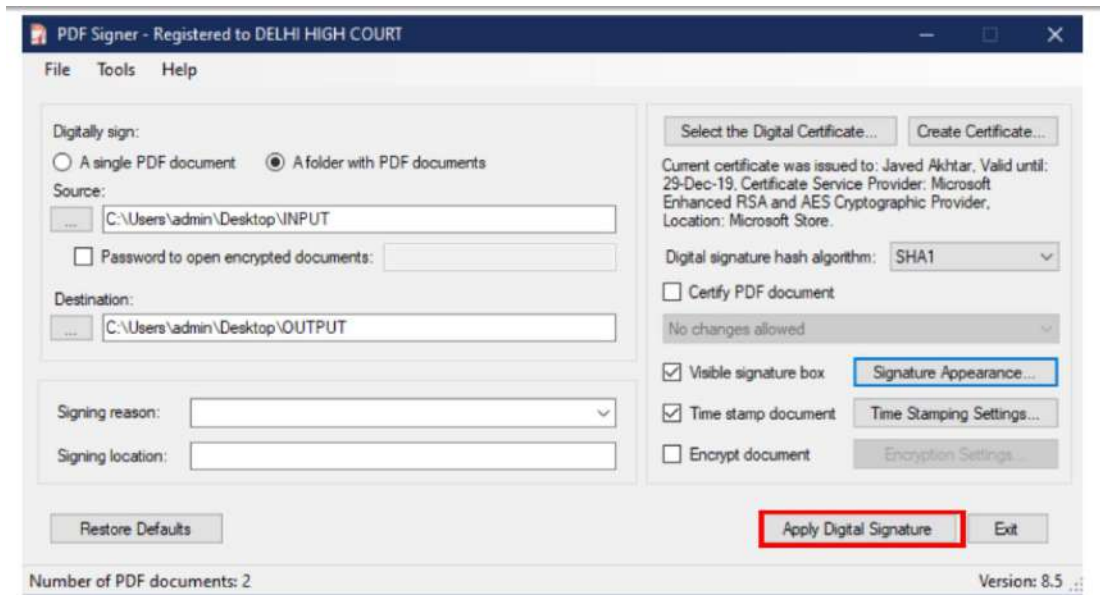 PDF Signer - Registered to DELHI HIGH COURT
File Tools Help
Digitally sign:
A single PDF document
A folder with PDF documents
Source:
...
C:\Users\admin\Desktop\INPUT
Password to open encrypted documents:
Destination:
...
C:\Users\admin\Desktop\OUTPUT
Signing reason:
Signing location:
Select the Digital Certificate...
Create Certificate...
Current certificate was issued to: Javed Akhtar, Valid until:
29-Dec-19, Certificate Service Provider: Microsoft
Enhanced RSA and AES Cryptographic Provider,
Location: Microsoft Store.
Digital signature hash algorithm: SHA1
Certify PDF document
No changes allowed
Visible signature box
Signature Appearance...
Time stamp document
Time Stamping Settings...
Encrypt document
Encryption Settings...
Restore Defaults
Apply Digital Signature
Exit
Number of PDF documents: 2
Version: 8.5